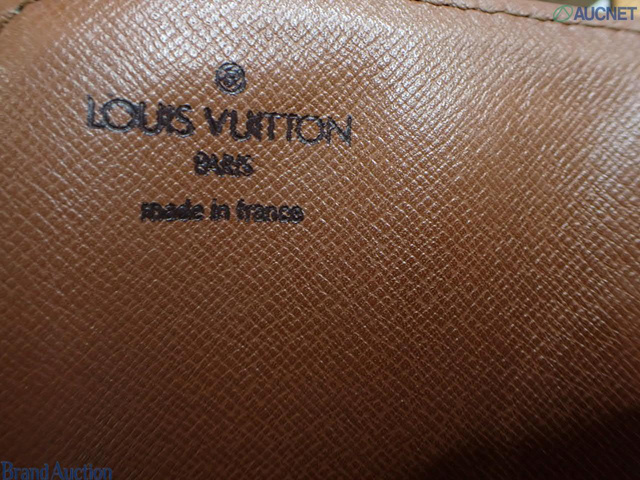 AUCNET
®
LOUIS VUITTON
PARIS
made in france
Brand Auction